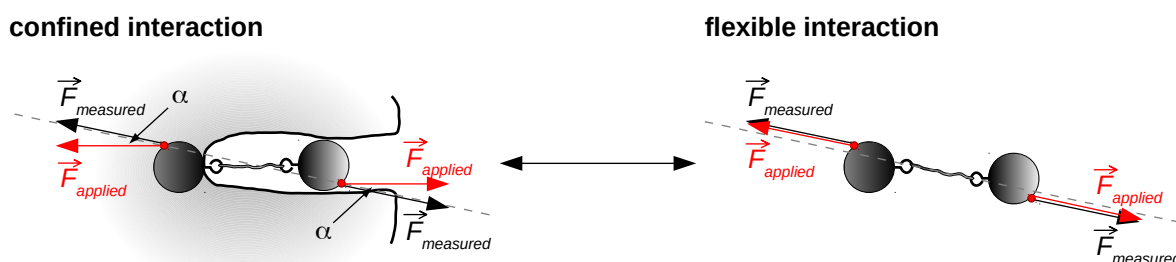 confined interaction
flexible interaction
F measured
α
F applied
F applied
α
F measured
F measured
F applied
F applied
F measured